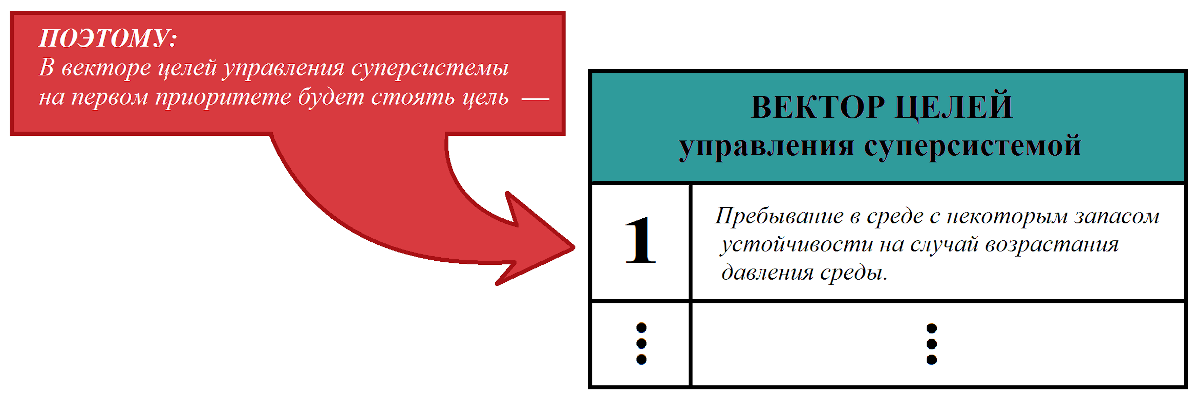 ПОЭТОМУ:
В векторе целей управления суперсистемы
на первом приоритете будет стоять цель —
ВЕКТОР ЦЕЛЕЙ
управления суперсистемой
1
Пребывание в среде с некоторым запасом
устойчивости на случай возрастания
давления среды.